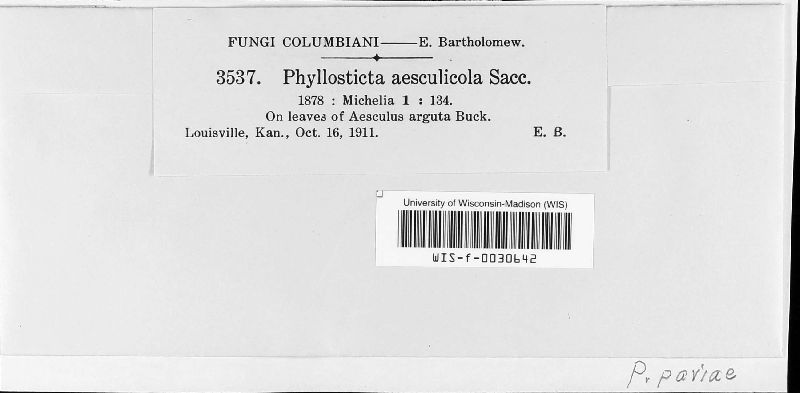 FUNGI COLUMBIANI——E. Bartholomew.
3537. Phyllosticta aesculicola Sacc.
1878 : Michelia 1 : 134.
On leaves of Aesculus arguta Buck.
Louisville, Kan., Oct. 16, 1911. E. B.
University of Wisconsin-Madison (WIS)
WIS-f-0030642
P. paviae